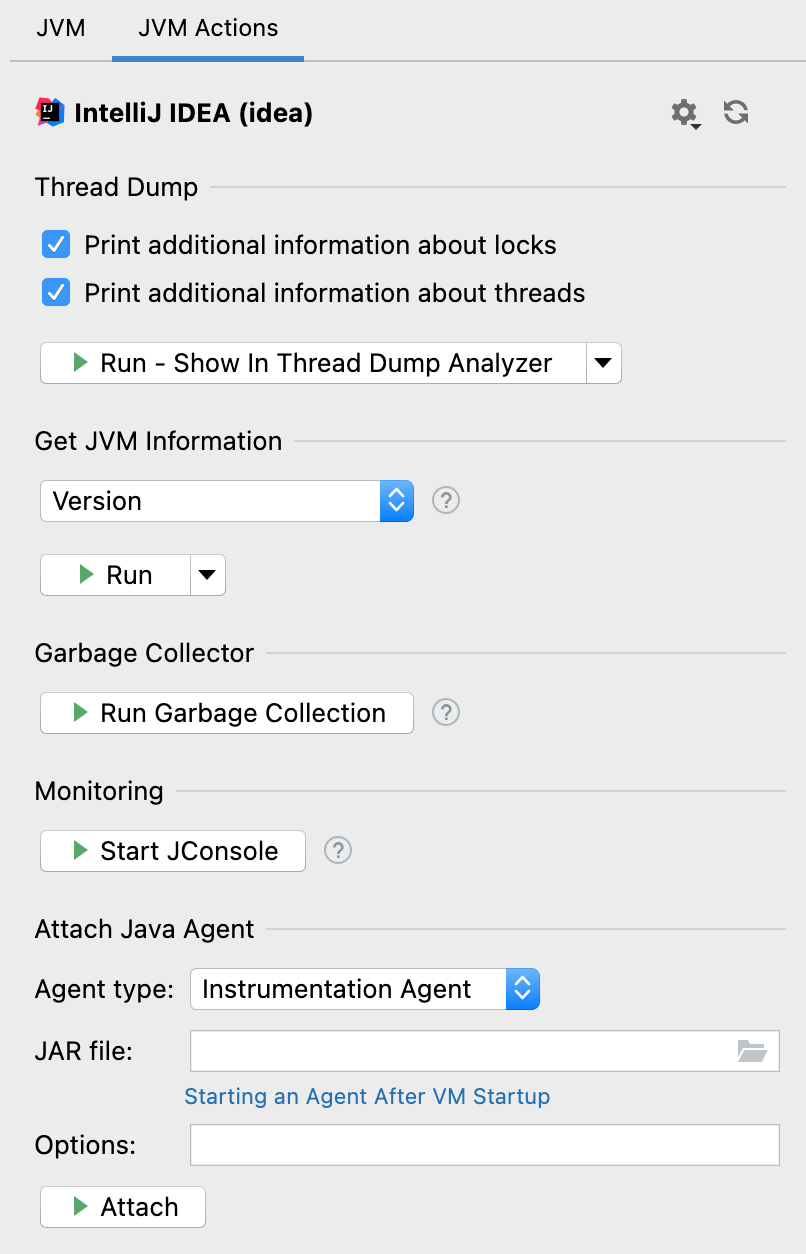 JVM JVM Actions
IJ IntelliJ IDEA (idea)
Thread Dump
Print additional information about locks
Print additional information about threads
Run - Show In Thread Dump Analyzer
Get JVM Information
Version ?
Run
Garbage Collector
Run Garbage Collection ?
Monitoring
Start JConsole ?
Attach Java Agent
Agent type: Instrumentation Agent
JAR file:
Starting an Agent After VM Startup
Options:
Attach